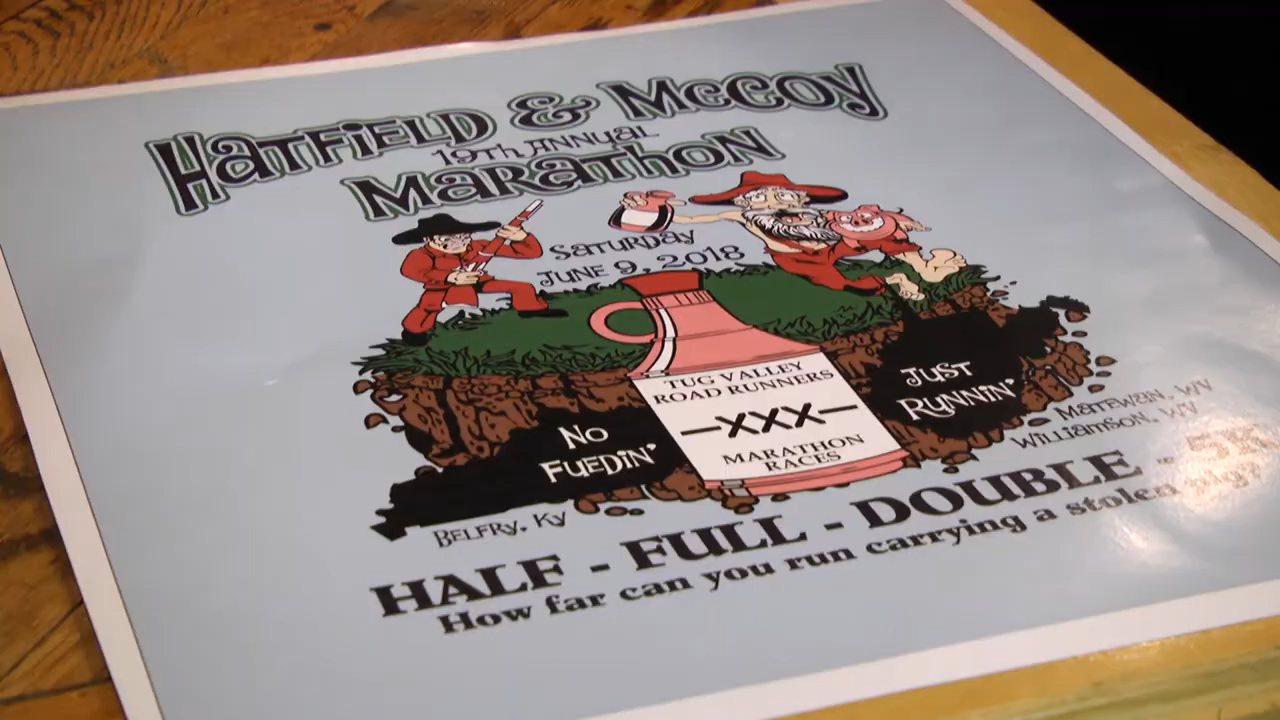 HATFIELD & McCOY
19Th ANNUAL
MARAThON
SATURDAY
JUNE 9, 2018
TUG VALLEY
ROAD RUNNERS
-XXX-
MARATHON
RACES
NO
FUEDIN'
JUST
RUNNIN'
BELFRY, KY
MATEWAN, WV
WILLIAMSON, WV
HALF - FULL - DOUBLE - 5K
How far can you run carrying a stolen pig?